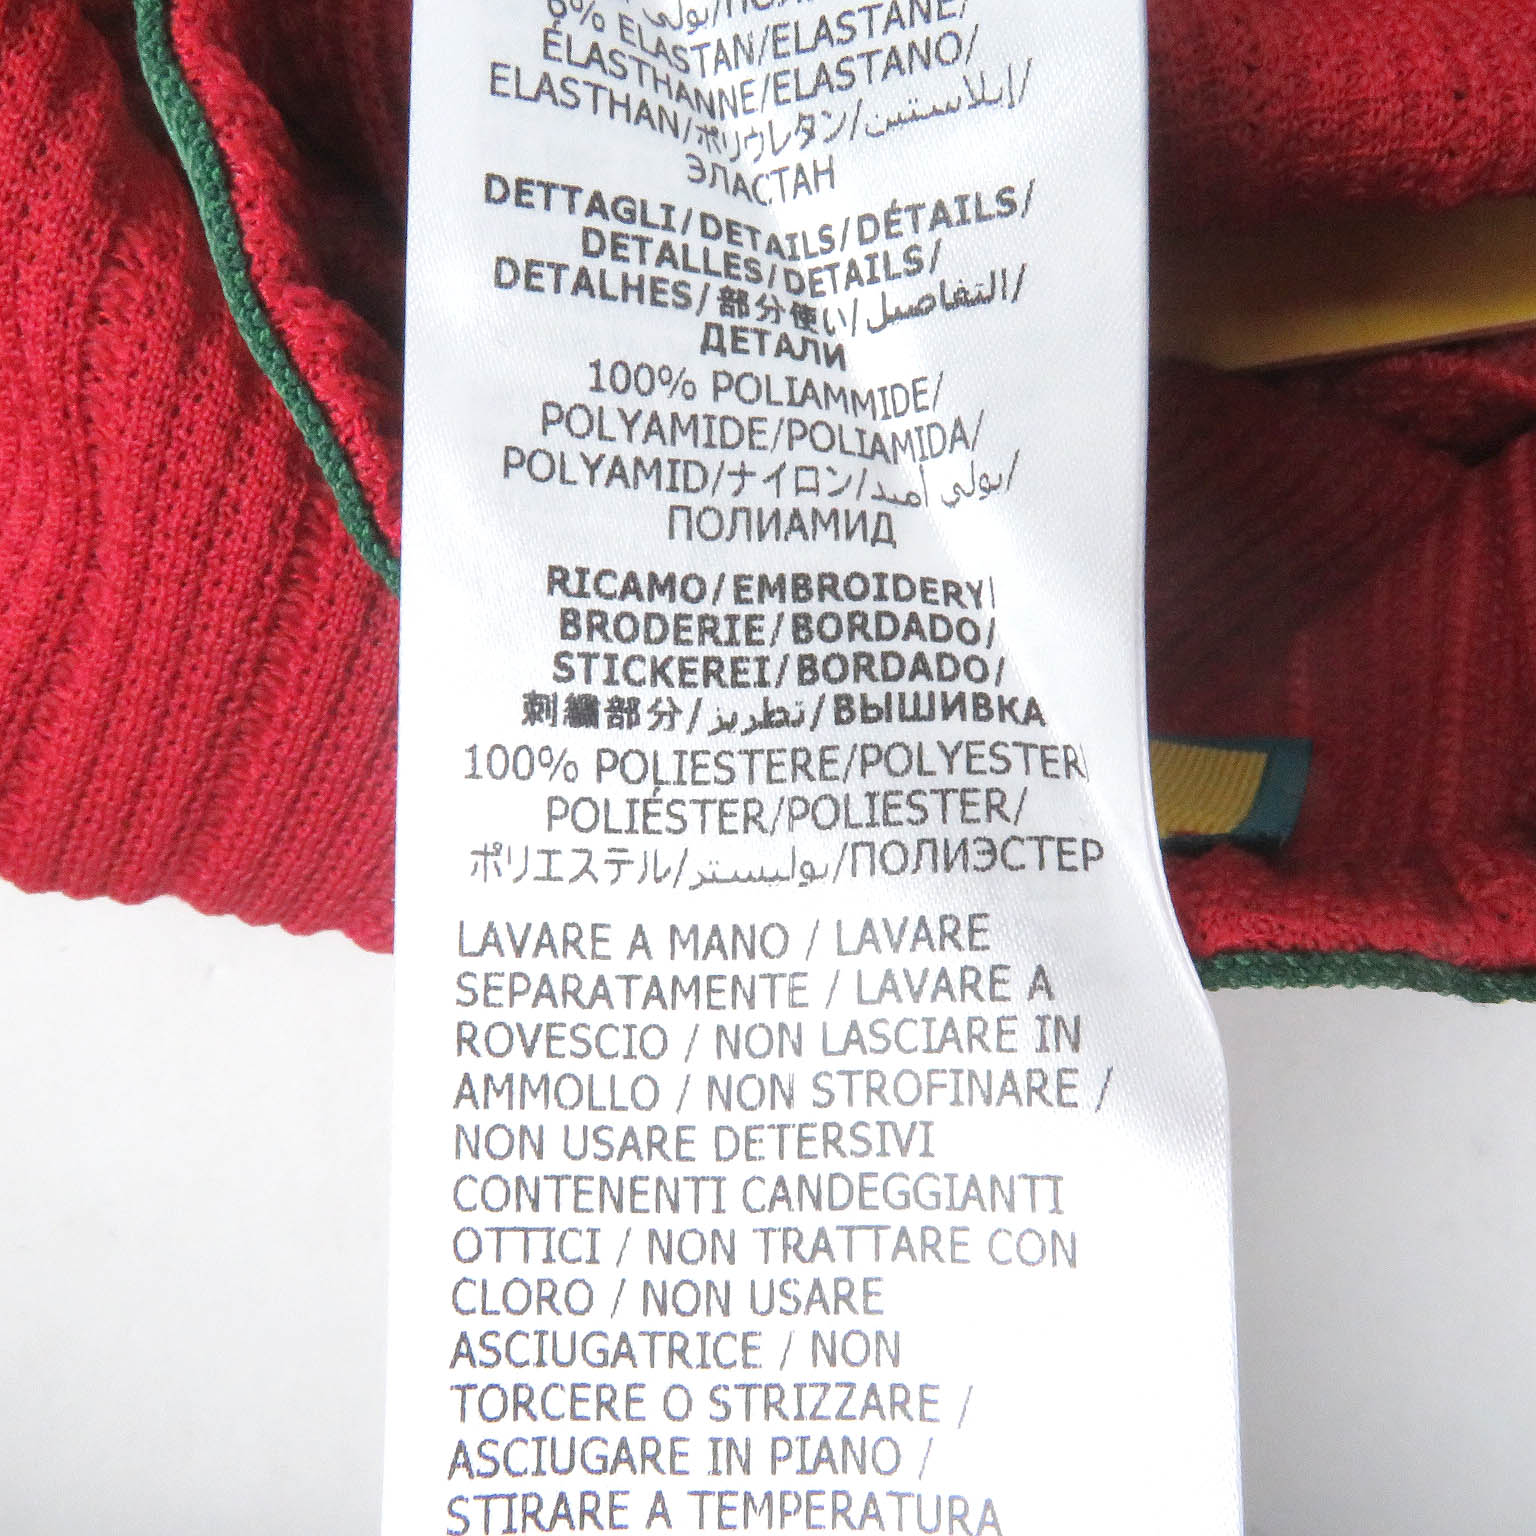 6% ELASTAN/ELASTANE/
ÉLASTHANNE/ELASTANO/
ELASTHAN/ポリウレタン/إيلاستين/
ЭЛАСТАН
DETTAGLI/DETAILS/DÉTAILS/
DETALLES/DETAILS/
DETALHES/部分使い/التفاصيل/
ДЕТАЛИ
100% POLIAMMIDE/
POLYAMIDE/POLIAMIDA/
POLYAMID/ナイロン/بولي أميد/
ПОЛИАМИД
RICAMO/EMBROIDERY/
BRODERIE/BORDADO/
STICKEREI/BORDADO/
刺繍部分/تطريز/ВЫШИВКА
100% POLIESTERE/POLYESTER
POLIÉSTER/POLIESTER/
ポリエステル/بوليستر/ПОЛИЭСТЕР
LAVARE A MANO / LAVARE
SEPARATAMENTE / LAVARE A
ROVESCIO / NON LASCIARE IN
AMMOLLO / NON STROFINARE /
NON USARE DETERSIVI
CONTENENTI CANDEGGIANTI
OTTICI / NON TRATTARE CON
CLORO / NON USARE
ASCIUGATRICE / NON
TORCERE O STRIZZARE /
ASCIUGARE IN PIANO /
STIRARE A TEMPERATURA